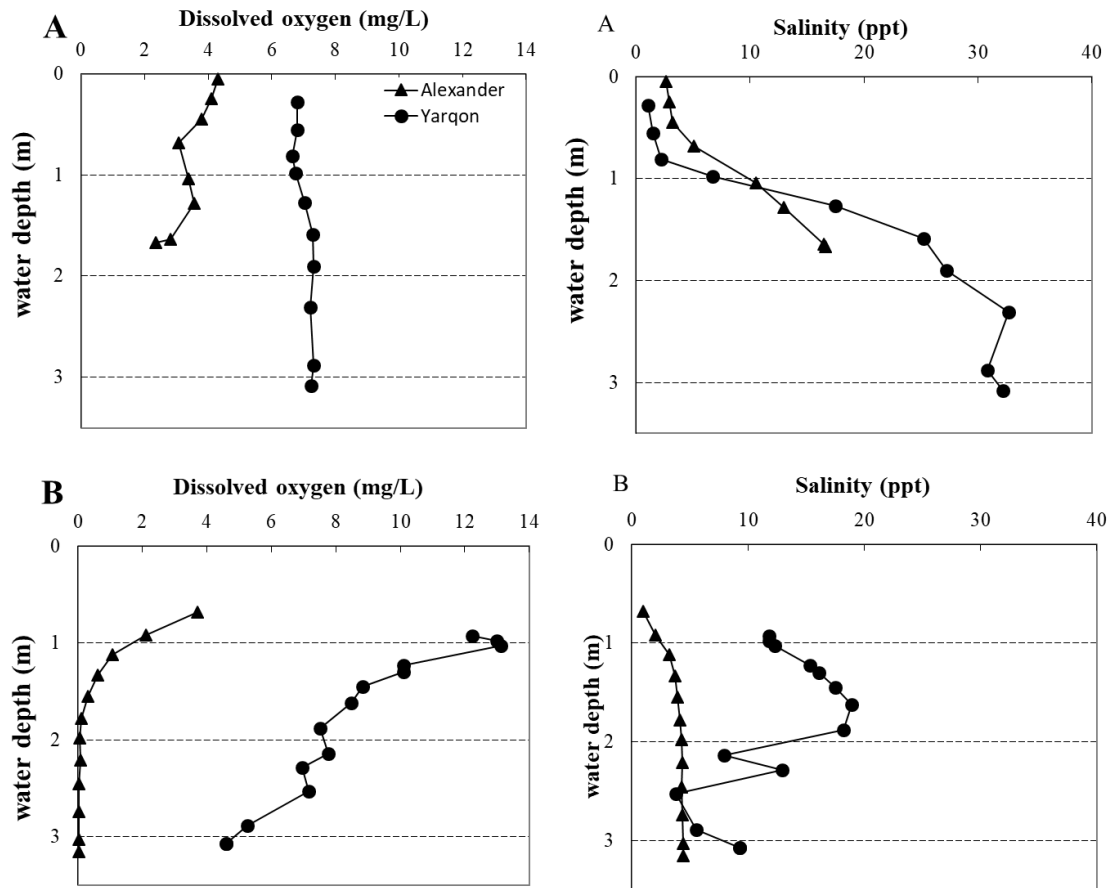 A
Dissolved oxygen (mg/L)
0 2 4 6 8 10 12 14
0
1
2
3
water depth (m)
Alexander
Yarqon
A
Salinity (ppt)
0 10 20 30 40
0
1
2
3
water depth (m)
B
Dissolved oxygen (mg/L)
0 2 4 6 8 10 12 14
0
1
2
3
water depth (m)
B
Salinity (ppt)
0 10 20 30 40
0
1
2
3
water depth (m)